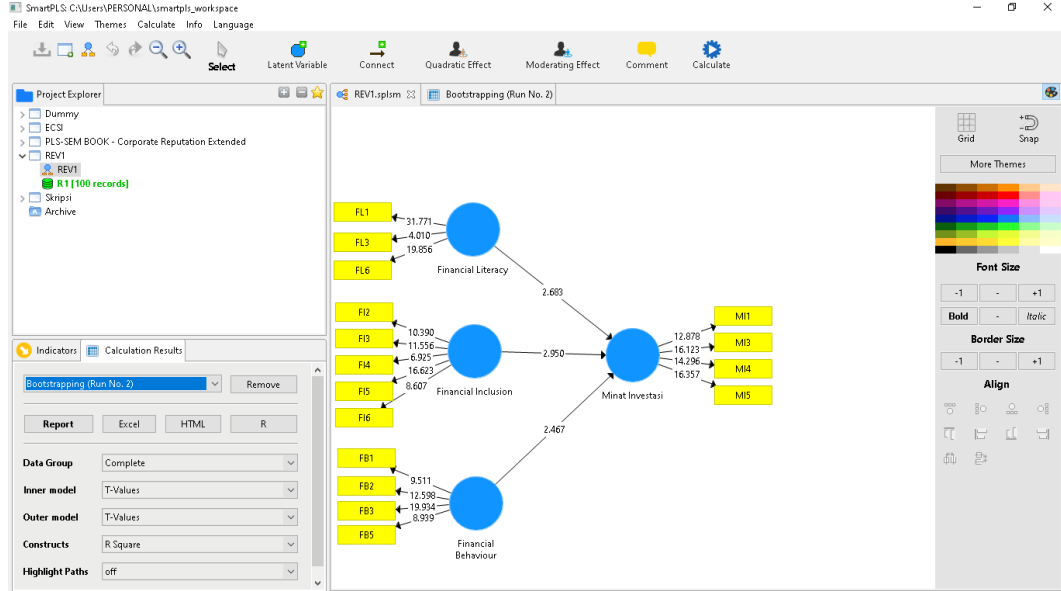 SmartPLS: C:\Users\PERSONAL\smartpls_workspace
File Edit View Themes Calculate Info Language
Select
Latent Variable
Connect
Quadratic Effect
Moderating Effect
Comment
Calculate
Project Explorer
Dummy
ECSI
PLS-SEM BOOK - Corporate Reputation Extended
REV1
REV1
R1 [100 records]
Skripsi
Archive
Indicators
Calculation Results
Bootstrapping (Run No. 2)
Remove
Report
Excel
HTML
R
Data Group
Complete
Inner model
T-Values
Outer model
T-Values
Constructs
R Square
Highlight Paths
off
REV1.splsm
Bootstrapping (Run No. 2)
FL1
FL3
FL6
31.771
4.010
19.856
Financial Literacy
2.683
FI2
FI3
FI4
FI5
FI6
10.390
11.556
6.925
16.623
8.607
Financial Inclusion
2.950
FB1
FB2
FB3
FB5
9.511
12.598
19.934
8.939
Financial
Behaviour
2.467
Minat Investasi
12.878
16.123
14.296
16.357
MI1
MI3
MI4
MI5
Grid
Snap
More Themes
Font Size
-1
-
+1
Bold
-
Italic
Border Size
-1
-
+1
Align